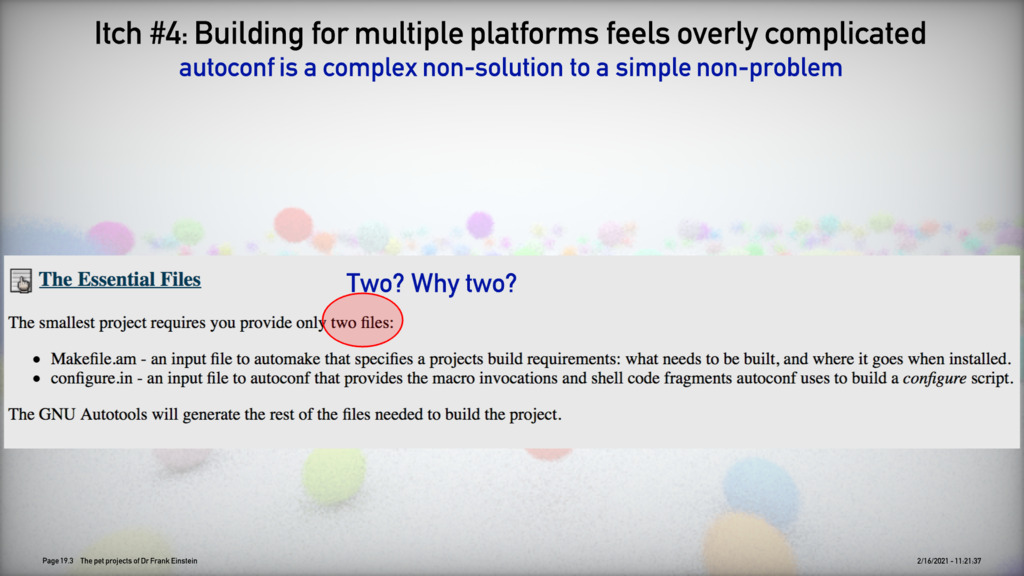 Itch #4: Building for multiple platforms feels overly complicated
autoconf is a complex non-solution to a simple non-problem
The Essential Files
Two? Why two?
The smallest project requires you provide only two files:
• Makefile.am - an input file to automake that specifies a projects build requirements: what needs to be built, and where it goes when installed.
• configure.in - an input file to autoconf that provides the macro invocations and shell code fragments autoconf uses to build a configure script.
The GNU Autotools will generate the rest of the files needed to build the project.
Page 19.3 The pet projects of Dr Frank Einstein
2/16/2021 - 11:21:37